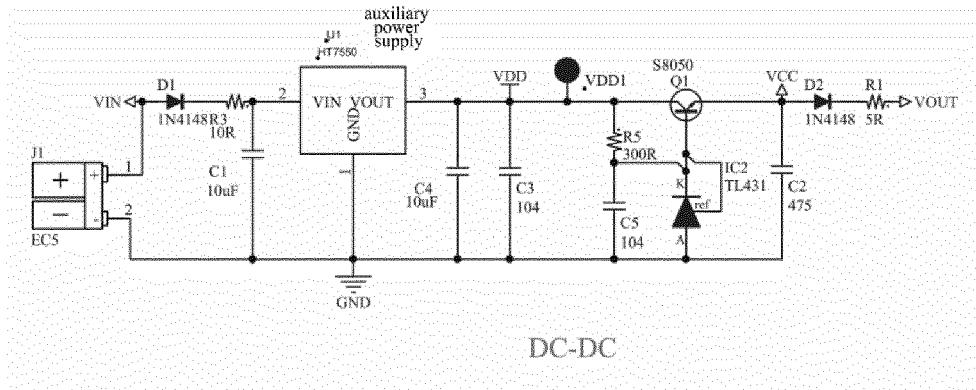 auxiliary
power
supply
U1
HT7550
S8050
Q1
VDD
VDD1
VCC
D2
R1
D1
VIN
1N4148
R3
10R
2
VIN VOUT
GND
3
1
1N4148
5R
VOUT
J1
1
+
+
2
−
-
EC5
C1
10uF
C4
10uF
C3
104
R5
300R
IC2
TL431
K
ref
A
C5
104
C2
475
GND
DC-DC